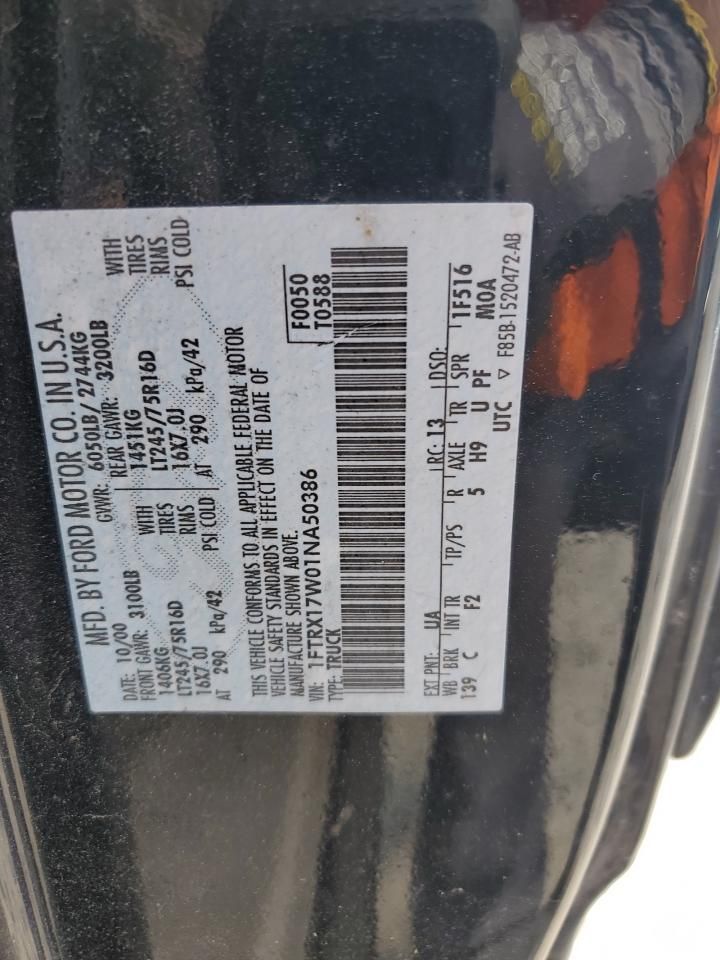 MFD. BY FORD MOTOR CO. IN U.S.A.
DATE: 10/00 GVWR: 6050LB/ 2744KG
FRONT GAWR: 3100LB REAR GAWR: 3200LB
1406KG WITH 1451KG WITH
LT245/75R16D TIRES LT245/75R16D TIRES
16X7.0J RIMS 16X7.0J RIMS
AT 290 kPa/42 PSI COLD AT 290 kPa/42 PSI COLD
THIS VEHICLE CONFORMS TO ALL APPLICABLE FEDERAL MOTOR
VEHICLE SAFETY STANDARDS IN EFFECT ON THE DATE OF
MANUFACTURE SHOWN ABOVE.
F0050
T0588
VIN: 1FTRX17W01NA50386
TYPE: TRUCK
EXT PNT: UA RC: 13 DSO:
WB BRK INT TR TP/PS R AXLE TR SPR 1F516
139 C F2 5 H9 U PF MOA
UTC ▽ F85B-1520472-AB